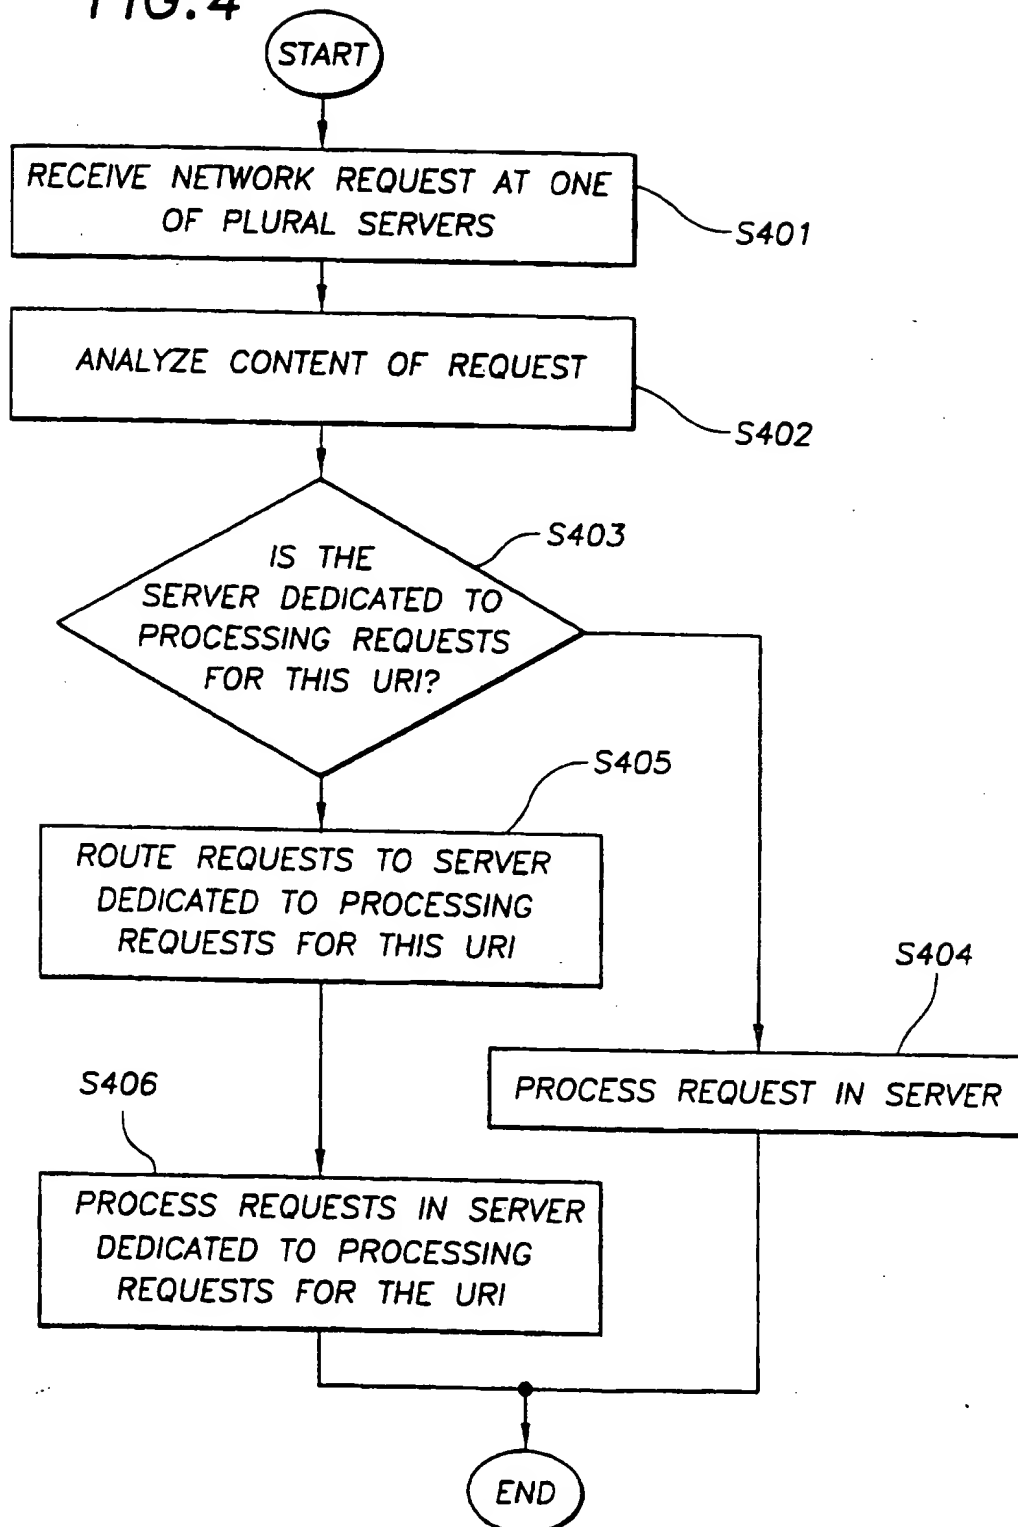 FIG. 4
START
RECEIVE NETWORK REQUEST AT ONE
OF PLURAL SERVERS
S401
ANALYZE CONTENT OF REQUEST
S402
IS THE
SERVER DEDICATED TO
PROCESSING REQUESTS
FOR THIS URI?
S403
S405
ROUTE REQUESTS TO SERVER
DEDICATED TO PROCESSING
REQUESTS FOR THIS URI
S404
PROCESS REQUEST IN SERVER
S406
PROCESS REQUESTS IN SERVER
DEDICATED TO PROCESSING
REQUESTS FOR THE URI
END